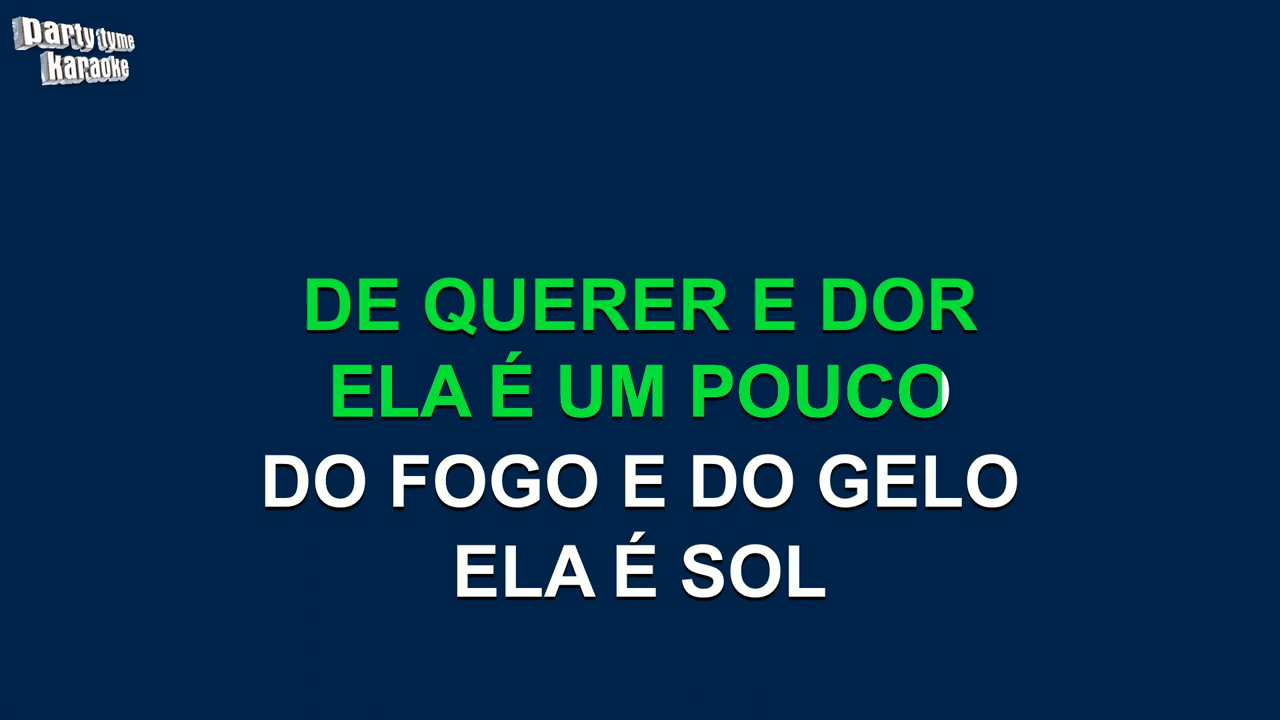 party tyme
karaoke
DE QUERER E DOR
ELA É UM POUCO
DO FOGO E DO GELO
ELA É SOL